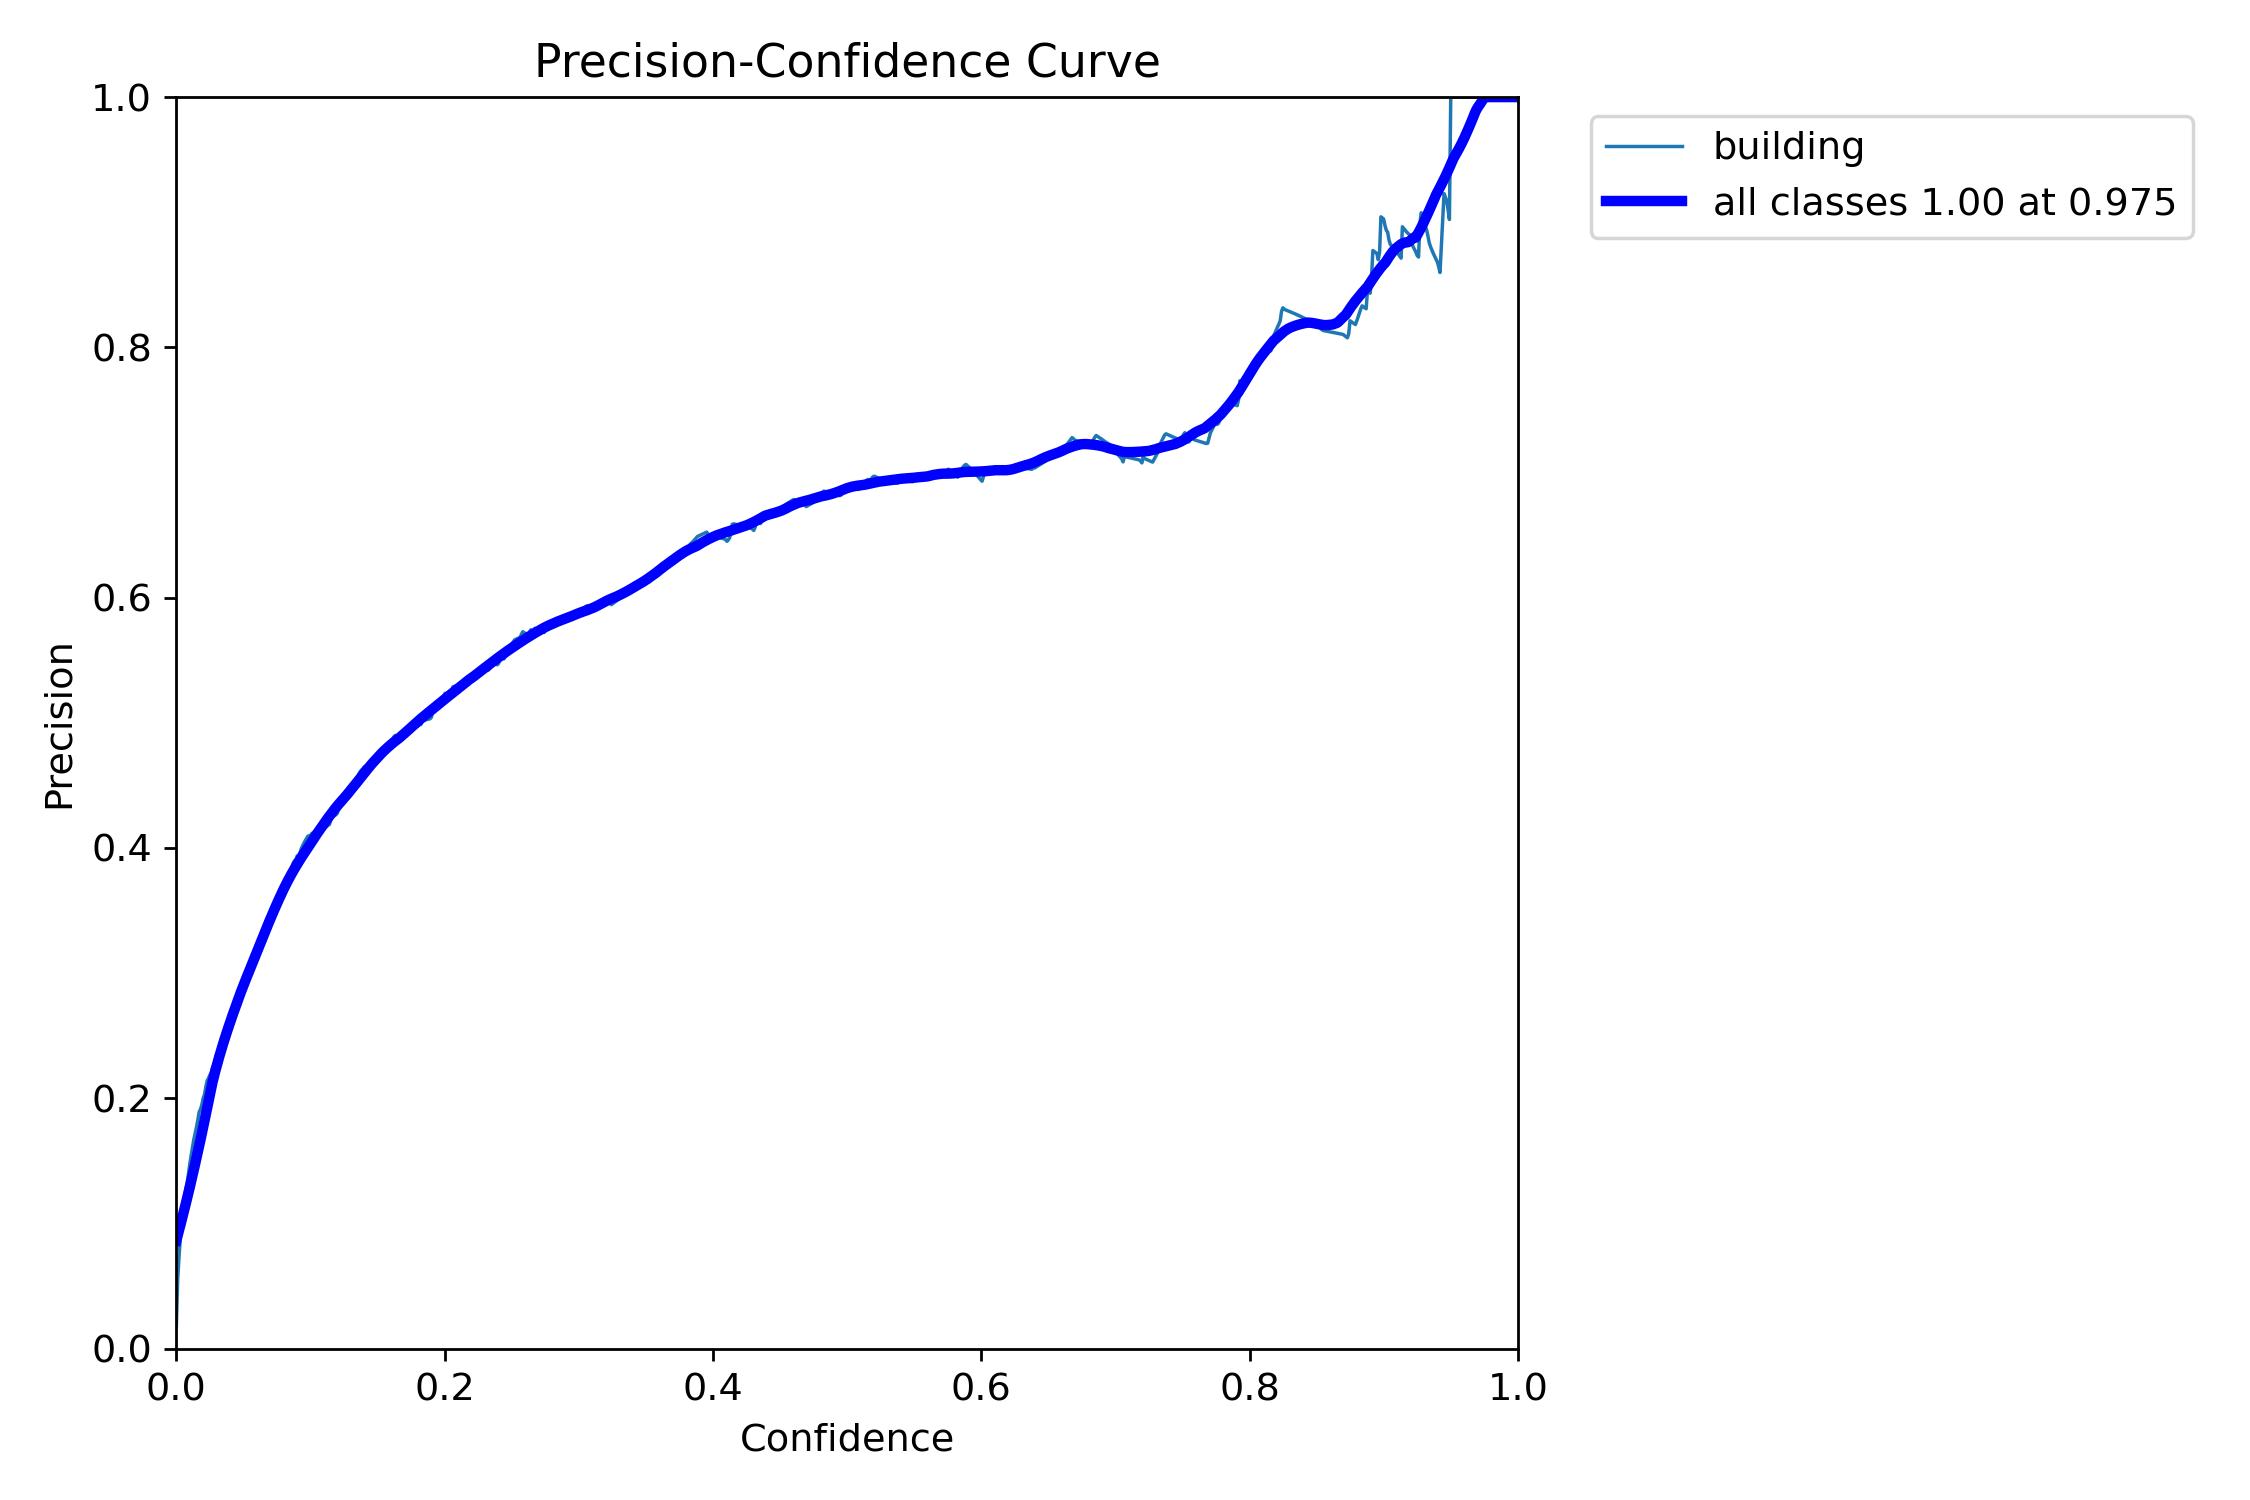 Precision-Confidence Curve
building
all classes 1.00 at 0.975
1.0
0.8
0.6
0.4
0.2
0.0
Precision
0.0 0.2 0.4 0.6 0.8 1.0
Confidence